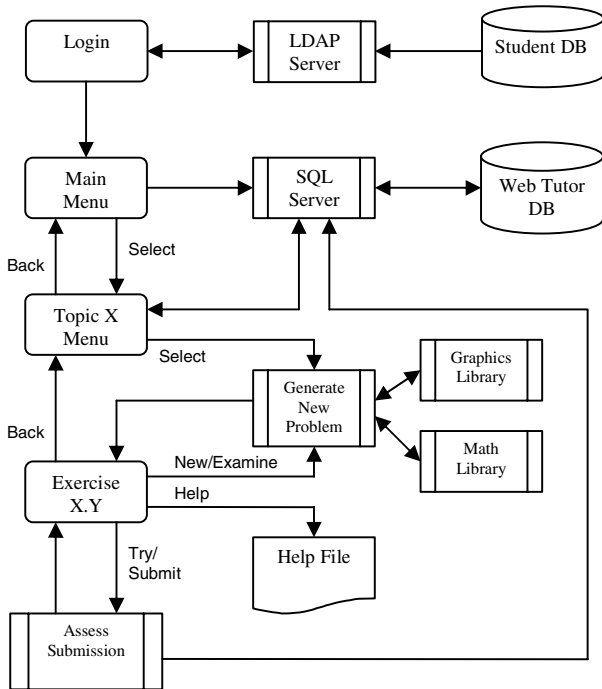 Login
LDAP
Server
Student DB
Main
Menu
SQL
Server
Web Tutor
DB
Back
Select
Topic X
Menu
Select
Generate
New
Problem
Graphics
Library
Math
Library
Back
New/Examine
Exercise
X.Y
Help
Try/
Submit
Help File
Assess
Submission